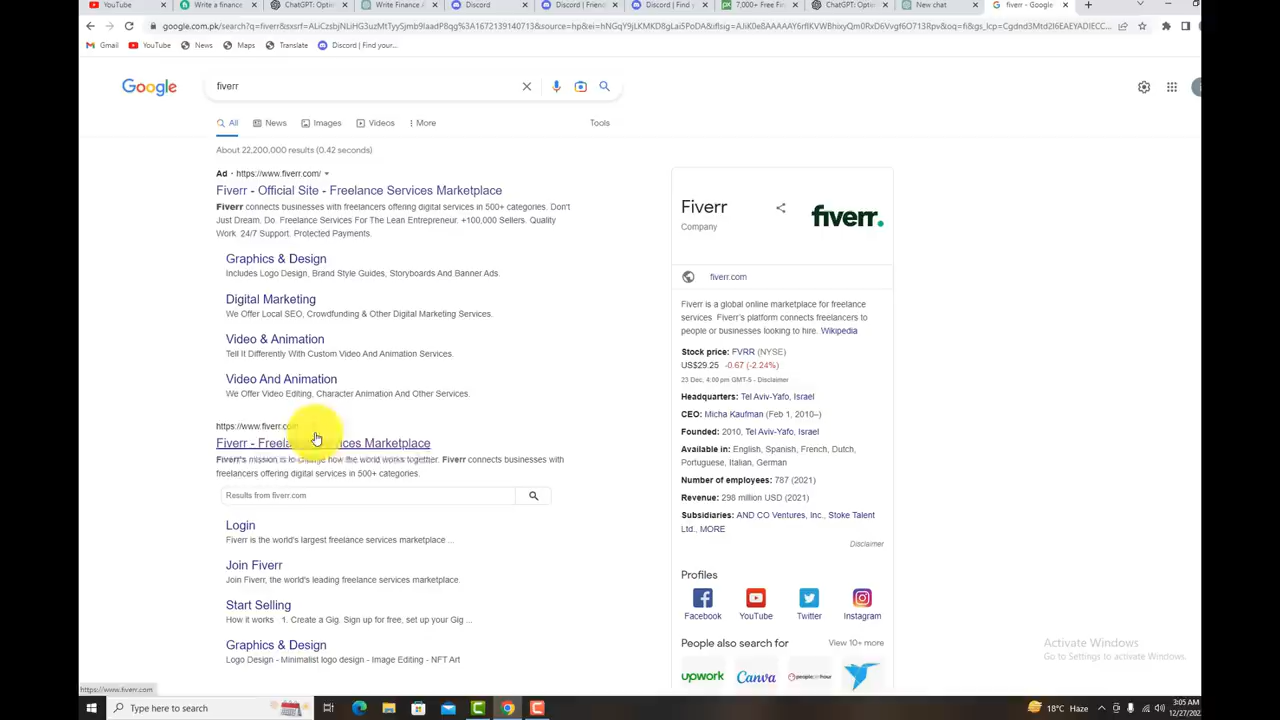 YouTube
Write a finance
ChatGPT: Optim
Write Finance A
Discord
Discord | Friend
Discord | Find y
7,000+ Free Fin
ChatGPT: Optim
New chat
fiverr - Google
Gmail
YouTube
News
Maps
Translate
Discord | Find your...
Google
fiverr
All
News
Images
Videos
More
Tools
About 22,200,000 results (0.42 seconds)
Ad · https://www.fiverr.com/
Fiverr - Official Site - Freelance Services Marketplace
Fiverr connects businesses with freelancers offering digital services in 500+ categories. Don't
Just Dream. Do. Freelance Services For The Lean Entrepreneur. +100,000 Sellers. Quality
Work. 24/7 Support. Protected Payments.
Graphics & Design
Includes Logo Design, Brand Style Guides, Storyboards And Banner Ads.
Digital Marketing
We Offer Local SEO, Crowdfunding & Other Digital Marketing Services.
Video & Animation
Tell It Differently With Custom Video And Animation Services.
Video And Animation
We Offer Video Editing, Character Animation And Other Services.
https://www.fiverr.com
Fiverr - Freelance Services Marketplace
Fiverr's mission is to change how the world works together. Fiverr connects businesses with
freelancers offering digital services in 500+ categories.
Results from fiverr.com
Login
Fiverr is the world's largest freelance services marketplace ...
Join Fiverr
Join Fiverr, the world's leading freelance services marketplace.
Start Selling
How it works · 1. Create a Gig. Sign up for free, set up your Gig ...
Graphics & Design
Logo Design - Minimalist logo design - Image Editing - NFT Art
Fiverr
Company
fiverr.
fiverr.com
Fiverr is a global online marketplace for freelance
services. Fiverr's platform connects freelancers to
people or businesses looking to hire. Wikipedia
Stock price: FVRR (NYSE)
US$29.25 -0.67 (-2.24%)
23 Dec, 4:00 pm GMT-5 - Disclaimer
Headquarters: Tel Aviv-Yafo, Israel
CEO: Micha Kaufman (Feb 1, 2010–)
Founded: 2010, Tel Aviv-Yafo, Israel
Available in: English, Spanish, French, Dutch,
Portuguese, Italian, German
Number of employees: 787 (2021)
Revenue: 298 million USD (2021)
Subsidiaries: AND CO Ventures, Inc., Stoke Talent
Ltd., MORE
Disclaimer
Profiles
Facebook
YouTube
Twitter
Instagram
People also search for
View 10+ more
upwork
Canva
peopleperhour
Activate Windows
Go to Settings to activate Windows.
https://www.fiverr.com
Type here to search
18°C Haze
3:05 AM
12/27/202